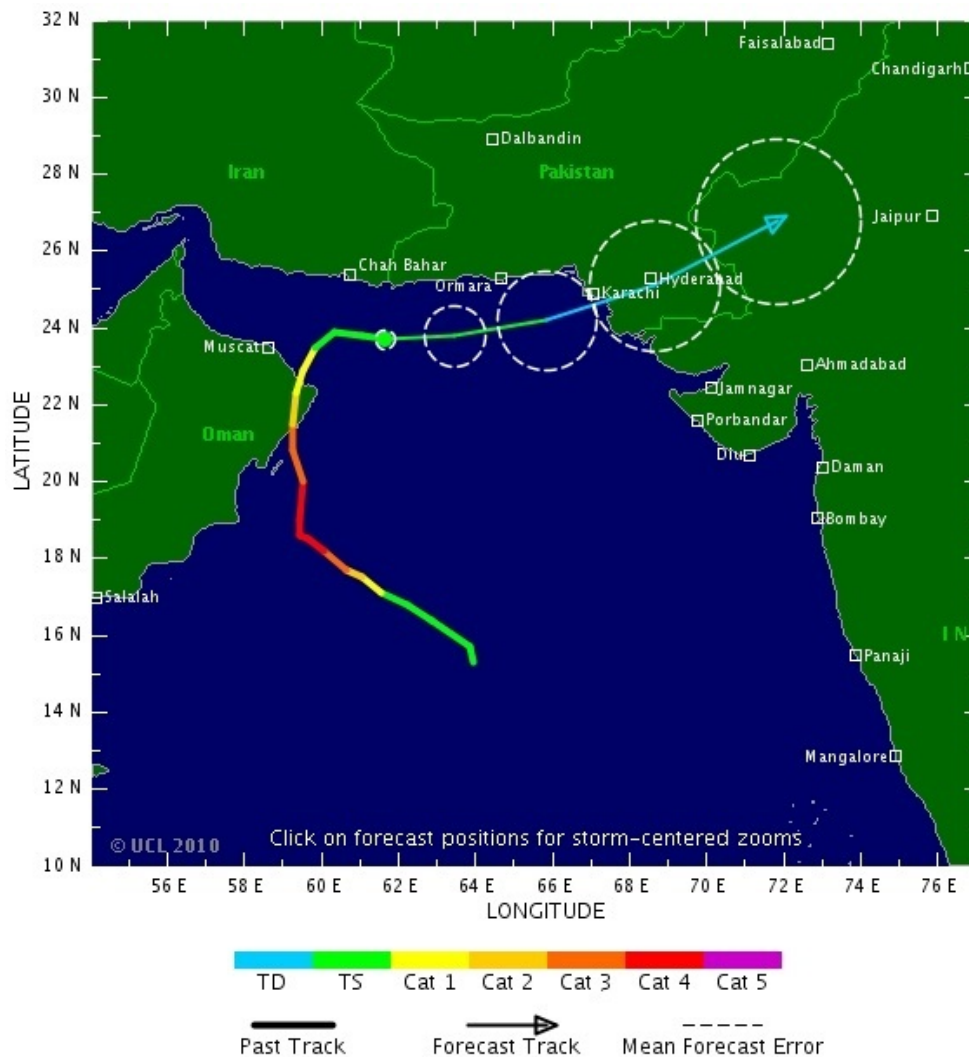 32 N
Faisalabad
30 N
Chandigarh
Dalbandin
28 N
Iran
Pakistan
Jaipur
26 N
Chah Bahar
Ormara
Hyderabad
Karachi
24 N
Muscat
Ahmadabad
22 N
Jamnagar
Oman
Porbandar
Diu
Daman
20 N
Bombay
18 N
Salalah
16 N
I N
Panaji
14 N
Mangalore
12 N
Click on forecast positions for storm-centered zooms
© UCL 2010
10 N
LATITUDE
56 E 58 E 60 E 62 E 64 E 66 E 68 E 70 E 72 E 74 E 76 E
LONGITUDE
TD TS Cat 1 Cat 2 Cat 3 Cat 4 Cat 5
Past Track Forecast Track Mean Forecast Error